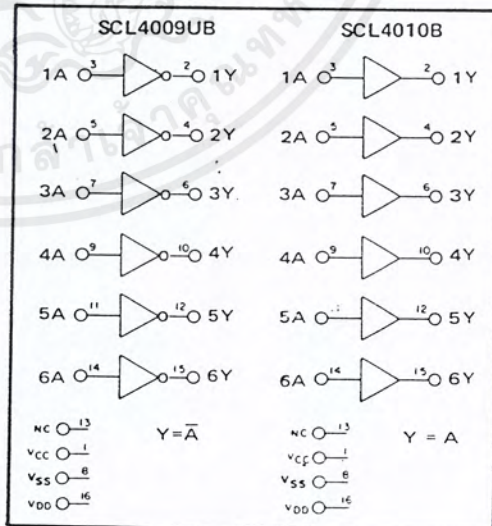 SCL4009UB SCL4010B
1A 3 2 1Y 1A 3 2 1Y
2A 5 4 2Y 2A 5 4 2Y
3A 7 6 3Y 3A 7 6 3Y
4A 9 10 4Y 4A 9 10 4Y
5A 11 12 5Y 5A 12 5Y
6A 14 15 6Y 6A 14 15 6Y
NC 13 Y=A̅ NC 13 Y = A
VCC 1 VCC 1
VSS 8 VSS 8
VDD 16 VDD 16